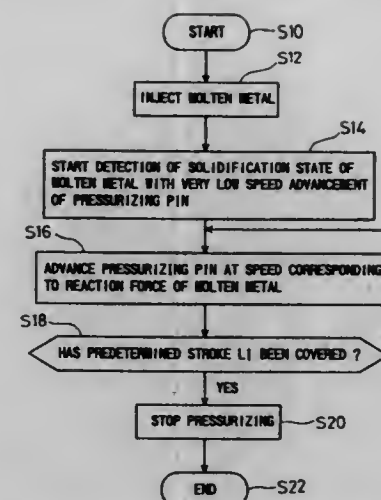 START
S10
S12
INJECT MOLTEN METAL
S14
START DETECTION OF SOLIDIFICATION STATE OF
MOLTEN METAL WITH VERY LOW SPEED ADVANCEMENT
OF PRESSURIZING PIN
S16
ADVANCE PRESSURIZING PIN AT SPEED CORRESPONDING
TO REACTION FORCE OF MOLTEN METAL
S18
HAS PREDETERMINED STROKE L1 BEEN COVERED ?
YES
STOP PRESSURIZING
S20
END
S22